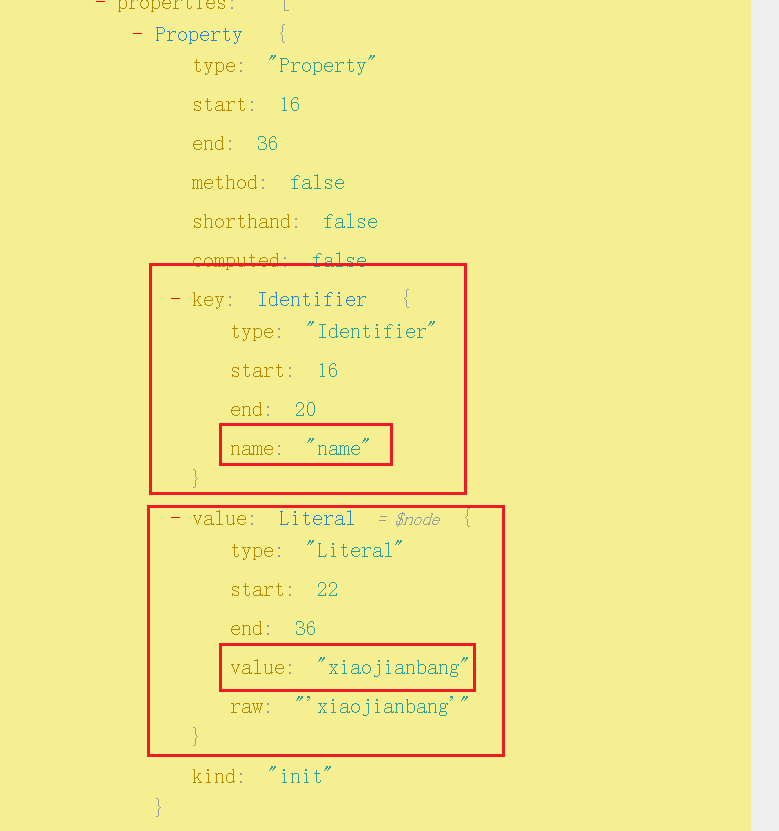 - properties: [
- Property {
type: "Property"
start: 16
end: 36
method: false
shorthand: false
computed: false
- key: Identifier {
type: "Identifier"
start: 16
end: 20
name: "name"
}
- value: Literal = $node {
type: "Literal"
start: 22
end: 36
value: "xiaojianbang"
raw: "'xiaojianbang'"
}
kind: "init"
}